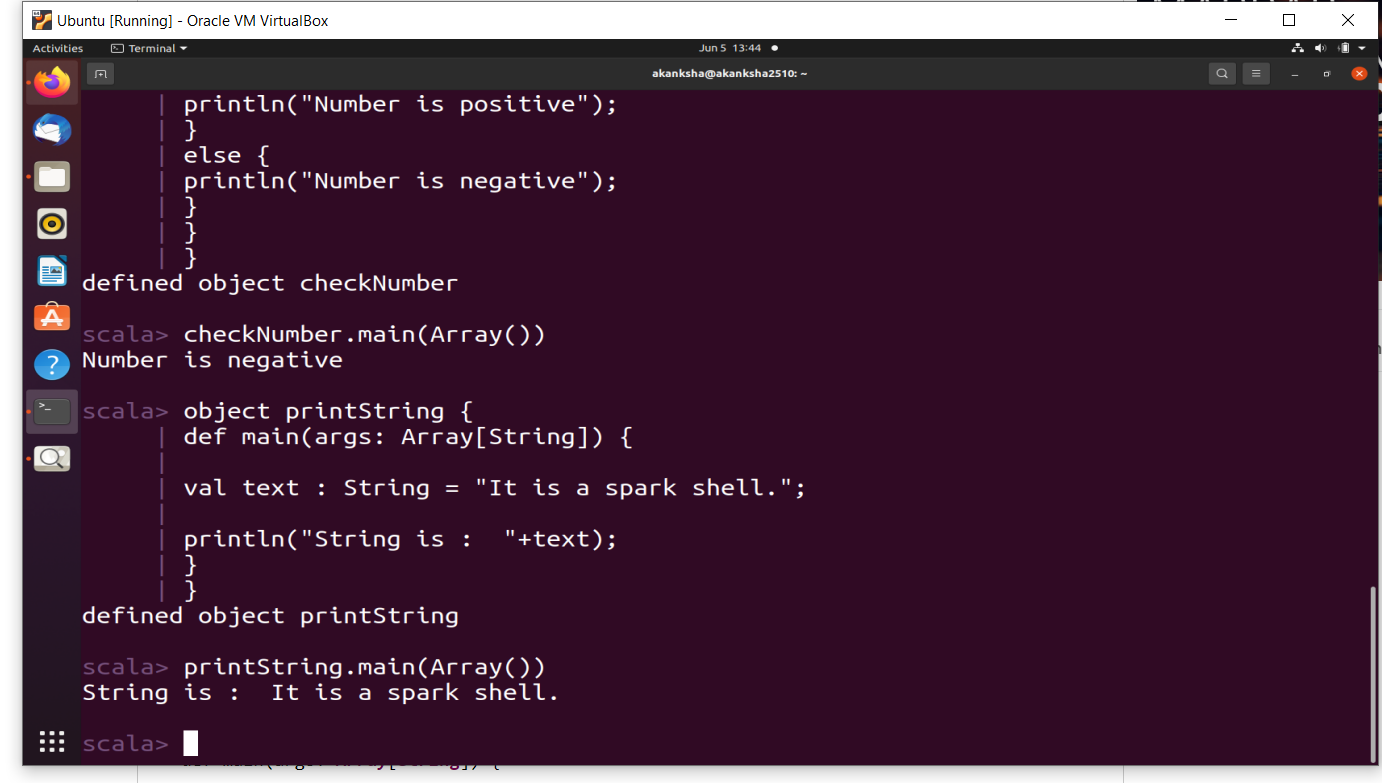 Ubuntu [Running] - Oracle VM VirtualBox
Activities Terminal Jun 5 13:44
akanksha@akanksha2510: ~
| println("Number is positive");
| }
| else {
| println("Number is negative");
| }
| }
| }
defined object checkNumber
scala> checkNumber.main(Array())
Number is negative
scala> object printString {
| def main(args: Array[String]) {
|
| val text : String = "It is a spark shell.";
|
| println("String is :  "+text);
| }
| }
defined object printString
scala> printString.main(Array())
String is :  It is a spark shell.
scala>